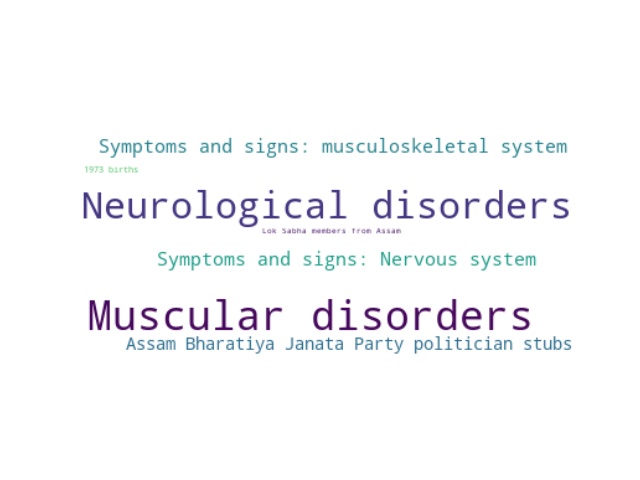 Symptoms and signs: musculoskeletal system
1973 births
Neurological disorders
Lok Sabha members from Assam
Symptoms and signs: Nervous system
Muscular disorders
Assam Bharatiya Janata Party politician stubs